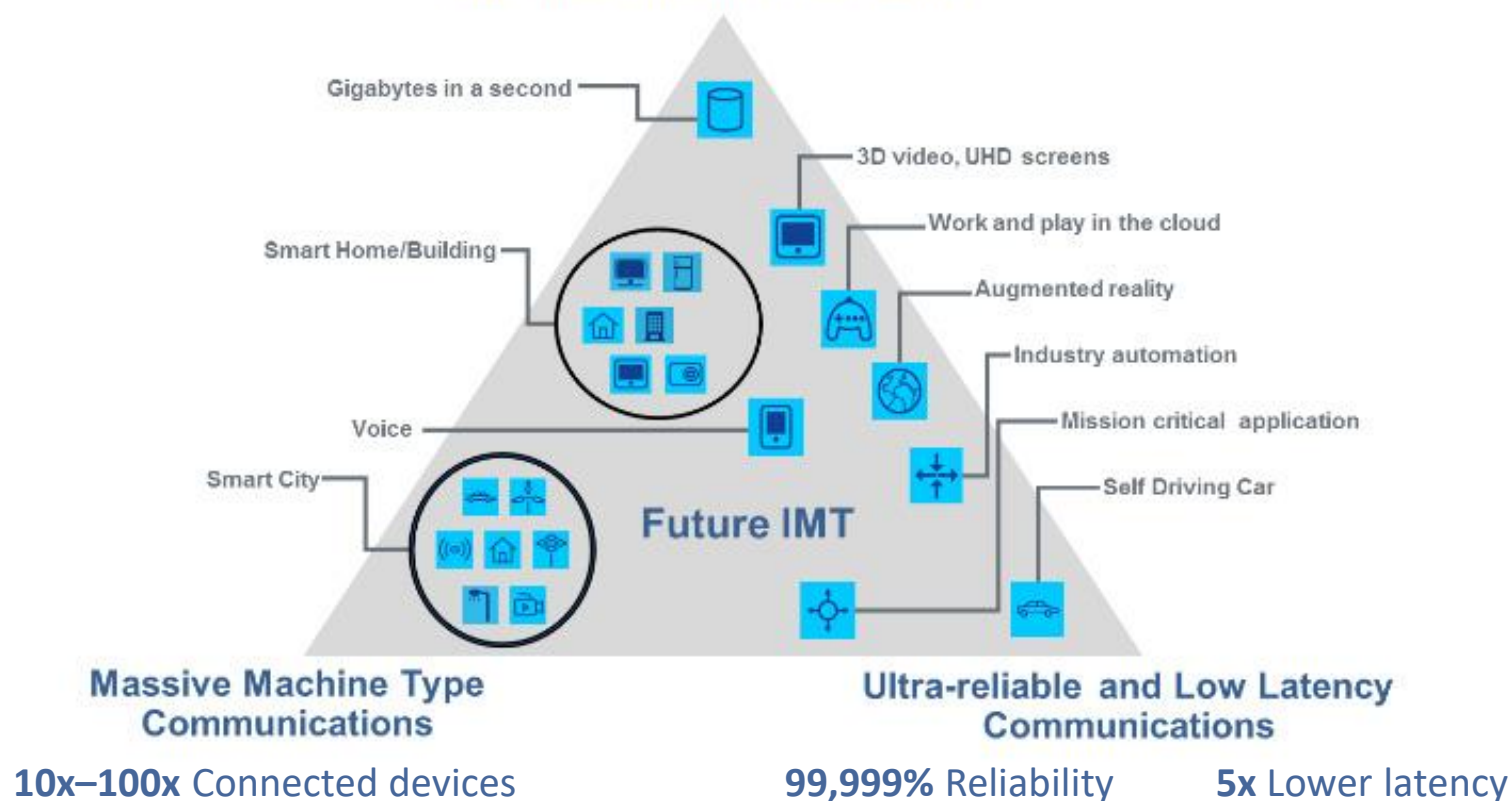 Gigabytes in a second
3D video, UHD screens
Work and play in the cloud
Smart Home/Building
Augmented reality
Industry automation
Voice
Mission critical application
Smart City
Self Driving Car
Future IMT
Massive Machine Type
Communications
Ultra-reliable and Low Latency
Communications
10x–100x Connected devices
99,999% Reliability
5x Lower latency